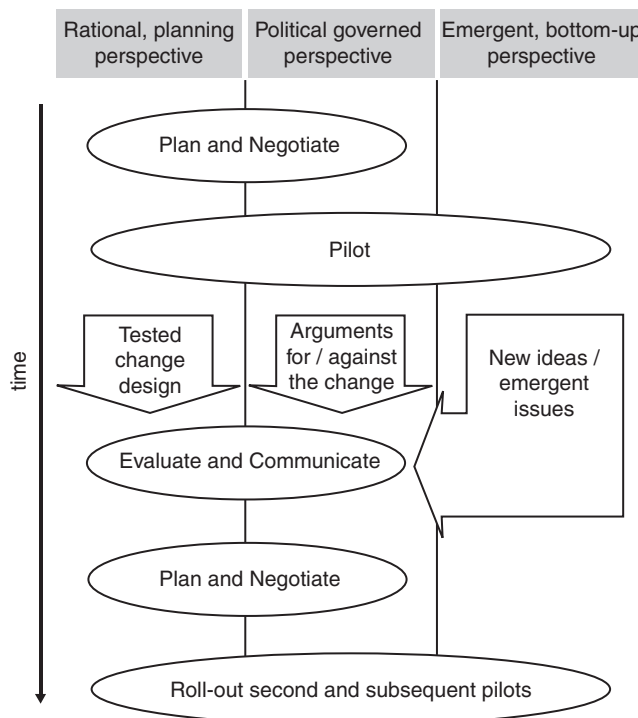 Rational, planning
perspective
Political governed
perspective
Emergent, bottom-up
perspective
Plan and Negotiate
Pilot
Tested
change
design
Arguments
for / against
the change
New ideas /
emergent
issues
time
Evaluate and Communicate
Plan and Negotiate
Roll-out second and subsequent pilots